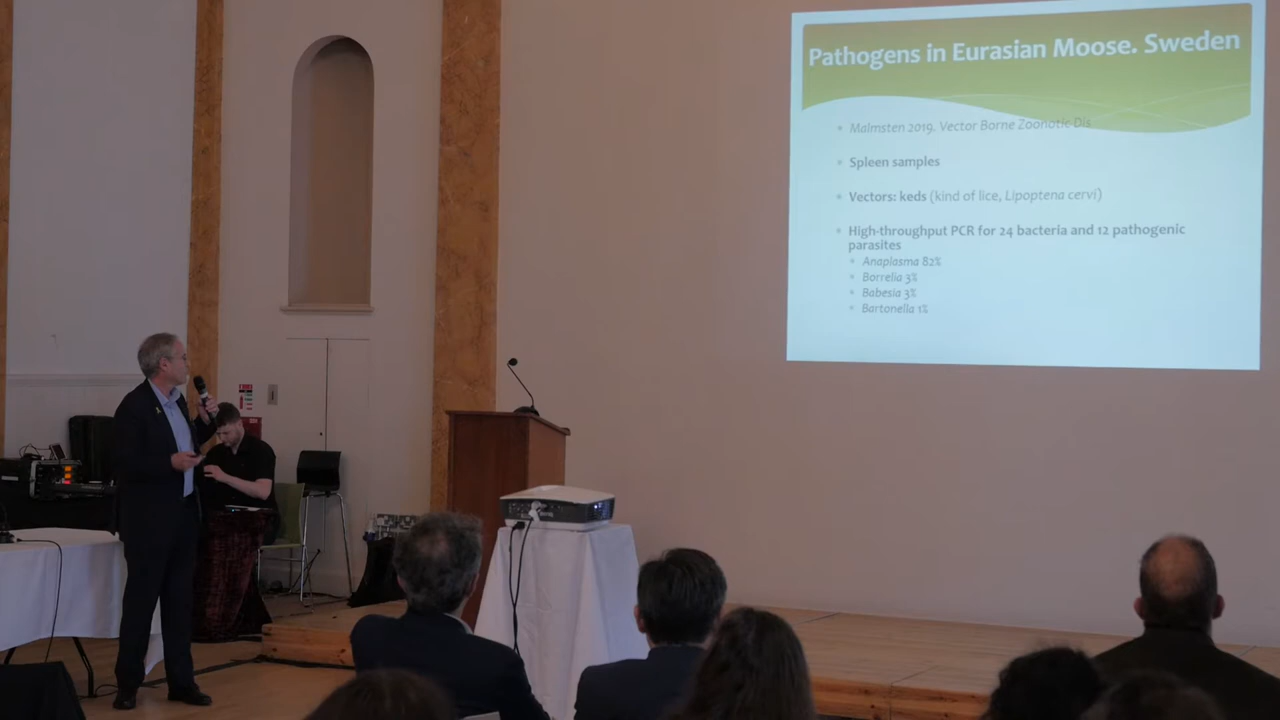 Pathogens in Eurasian Moose. Sweden
Malmsten 2019. Vector Borne Zoonotic Dis
Spleen samples
Vectors: keds (kind of lice, Lipoptena cervi)
High-throughput PCR for 24 bacteria and 12 pathogenic
parasites
Anaplasma 82%
Borrelia 3%
Babesia 3%
Bartonella 1%